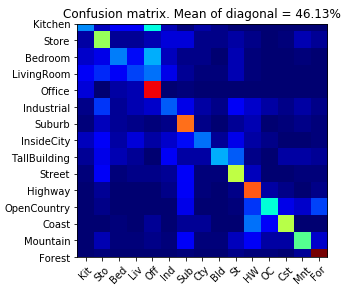 Confusion matrix. Mean of diagonal = 46.13%
Kitchen
Store
Bedroom
LivingRoom
Office
Industrial
Suburb
InsideCity
TallBuilding
Street
Highway
OpenCountry
Coast
Mountain
Forest
Kit Sto Bed Liv Off Ind Sub Cty Bld St HW OC Cst Mnt For